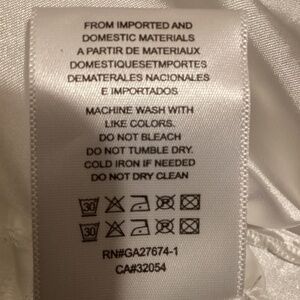 FROM IMPORTED AND
DOMESTIC MATERIALS
A PARTIR DE MATERIAUX
DOMESTIQUESETMPORTES
DEMATERALES NACIONALES
E IMPORTADOS
MACHINE WASH WITH
LIKE COLORS.
DO NOT BLEACH
DO NOT TUMBLE DRY.
COLD IRON IF NEEDED
DO NOT DRY CLEAN
30
30
RN#GA27674-1
CA#32054